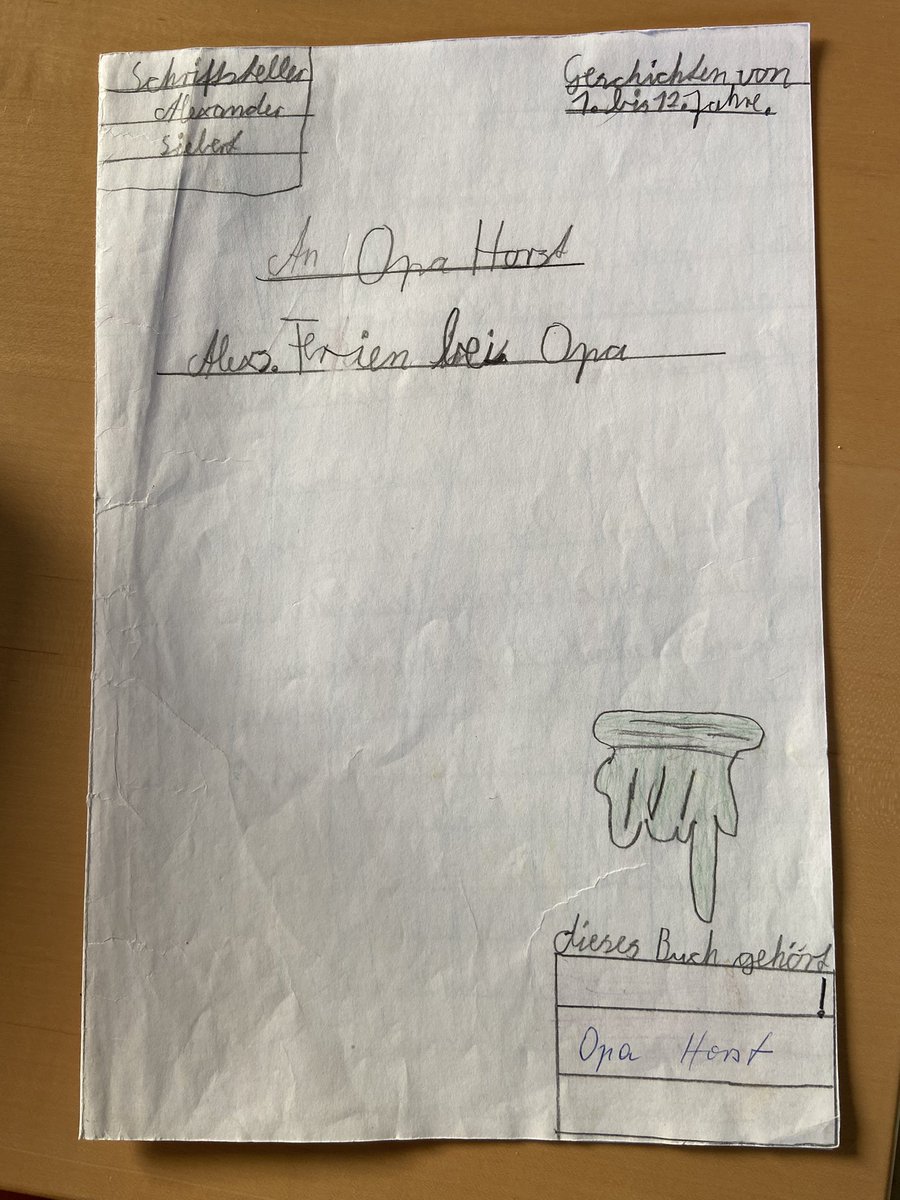 Schriftsteller
Alexander
Siebert
Geschichten von
1. bis 12. Jahre.
An Opa Horst
Alex. Ferien bei Opa
dieses Buch gehört
!
Opa Horst